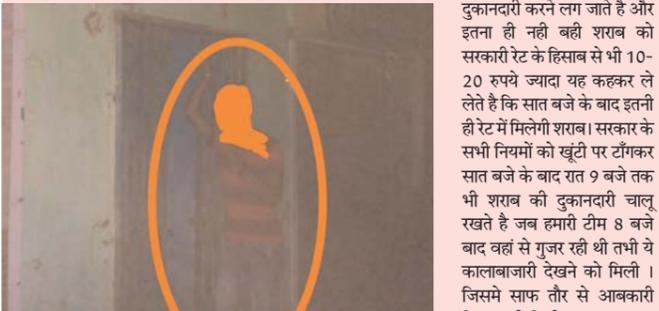 दुकानदारी करने लग जाते है और
इतना ही नही बही शराब को
सरकारी रेट के हिसाब से भी 10-
20 रुपये ज्यादा यह कहकर ले
लेते है कि सात बजे के बाद इतनी
ही रेट में मिलेगी शराब। सरकार के
सभी नियमों को खूंटी पर टाँगकर
सात बजे के बाद रात 9 बजे तक
भी शराब की दुकानदारी चालू
रखते है जब हमारी टीम 8 बजे
बाद वहां से गुजर रही थी तभी ये
कालाबाजारी देखने को मिली ।
जिसमे साफ तौर से आबकारी